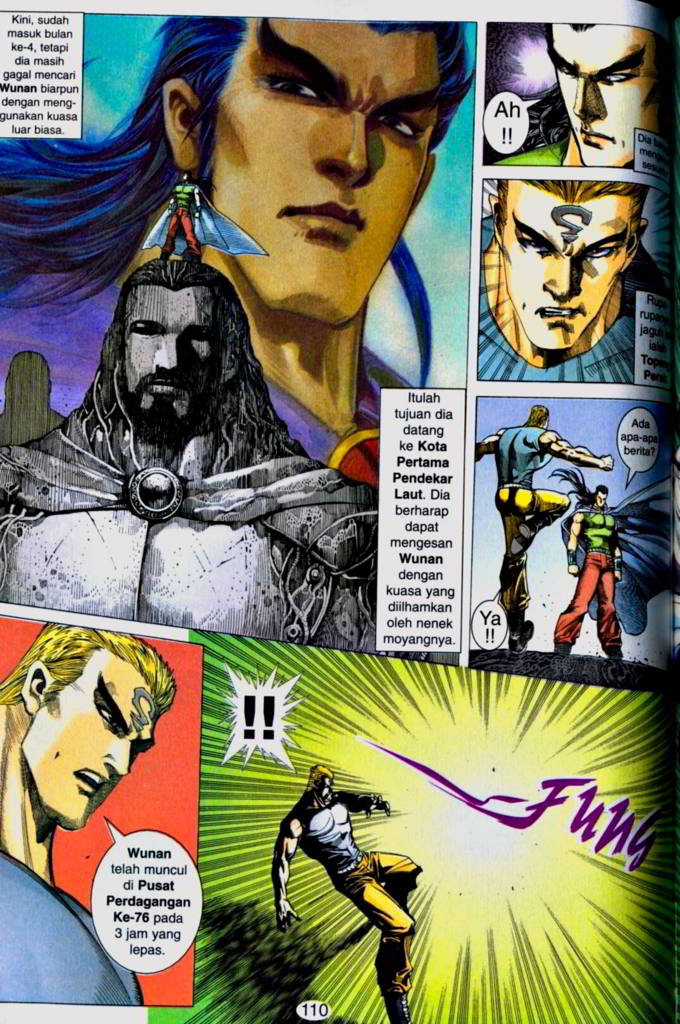 Kini, sudah
masuk bulan
ke-4, tetapi
dia masih
gagal mencari
Wunan biarpun
dengan meng-
gunakan kuasa
luar biasa.
Ah
!!
Dia
Rupa
rupa
ialah
Itulah
tujuan dia
datang
ke Kota
Pertama
Pendekar
Laut. Dia
berharap
dapat
mengesan
Wunan
dengan
kuasa yang
diilhamkan
oleh nenek
moyangnya.
Ada
apa-apa
berita?
Ya
!!
Wunan
telah muncul
di Pusat
Perdagangan
Ke-76 pada
3 jam yang
lepas.
!!
Fung
110